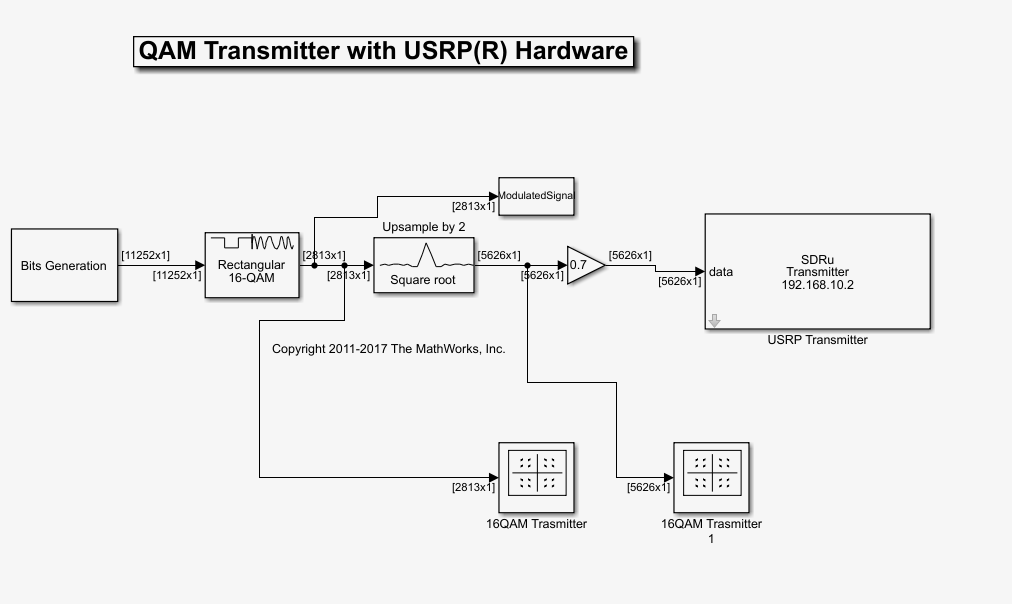 QAM Transmitter with USRP(R) Hardware
ModulatedSignal
[2813x1]
Upsample by 2
Bits Generation
[11252x1]
[11252x1]
Rectangular
16-QAM
[2813x1]
[2813x1]
Square root
[5626x1]
[5626x1]
0.7
[5626x1]
[5626x1]
data
SDRu
Transmitter
192.168.10.2
USRP Transmitter
Copyright 2011-2017 The MathWorks, Inc.
[2813x1]
16QAM Trasmitter
[5626x1]
16QAM Trasmitter
1